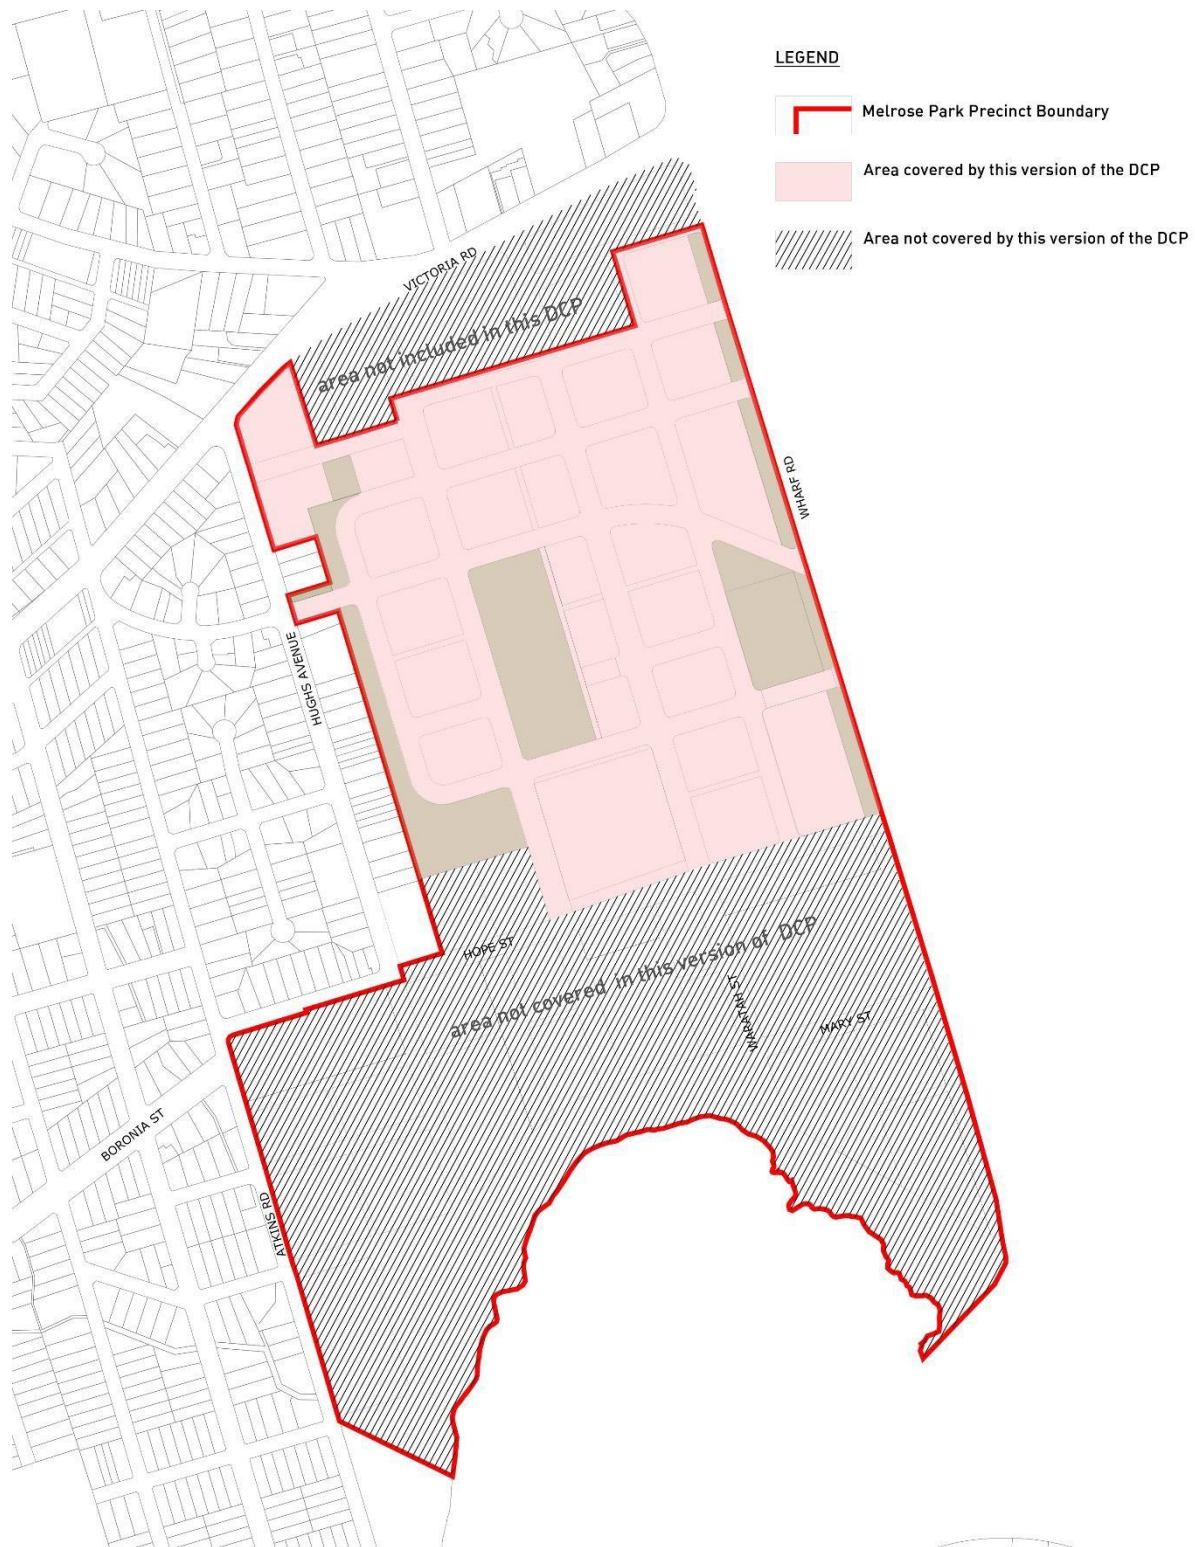 LEGEND
Melrose Park Precinct Boundary
Area covered by this version of the DCP
Area not covered by this version of the DCP
VICTORIA RD
area not included in this DCP
WHARF RD
HUGHS AVENUE
HOPE ST
area not covered in this version of DCP
WARATAH ST
MARY ST
BORONIA ST
ATKINS RD